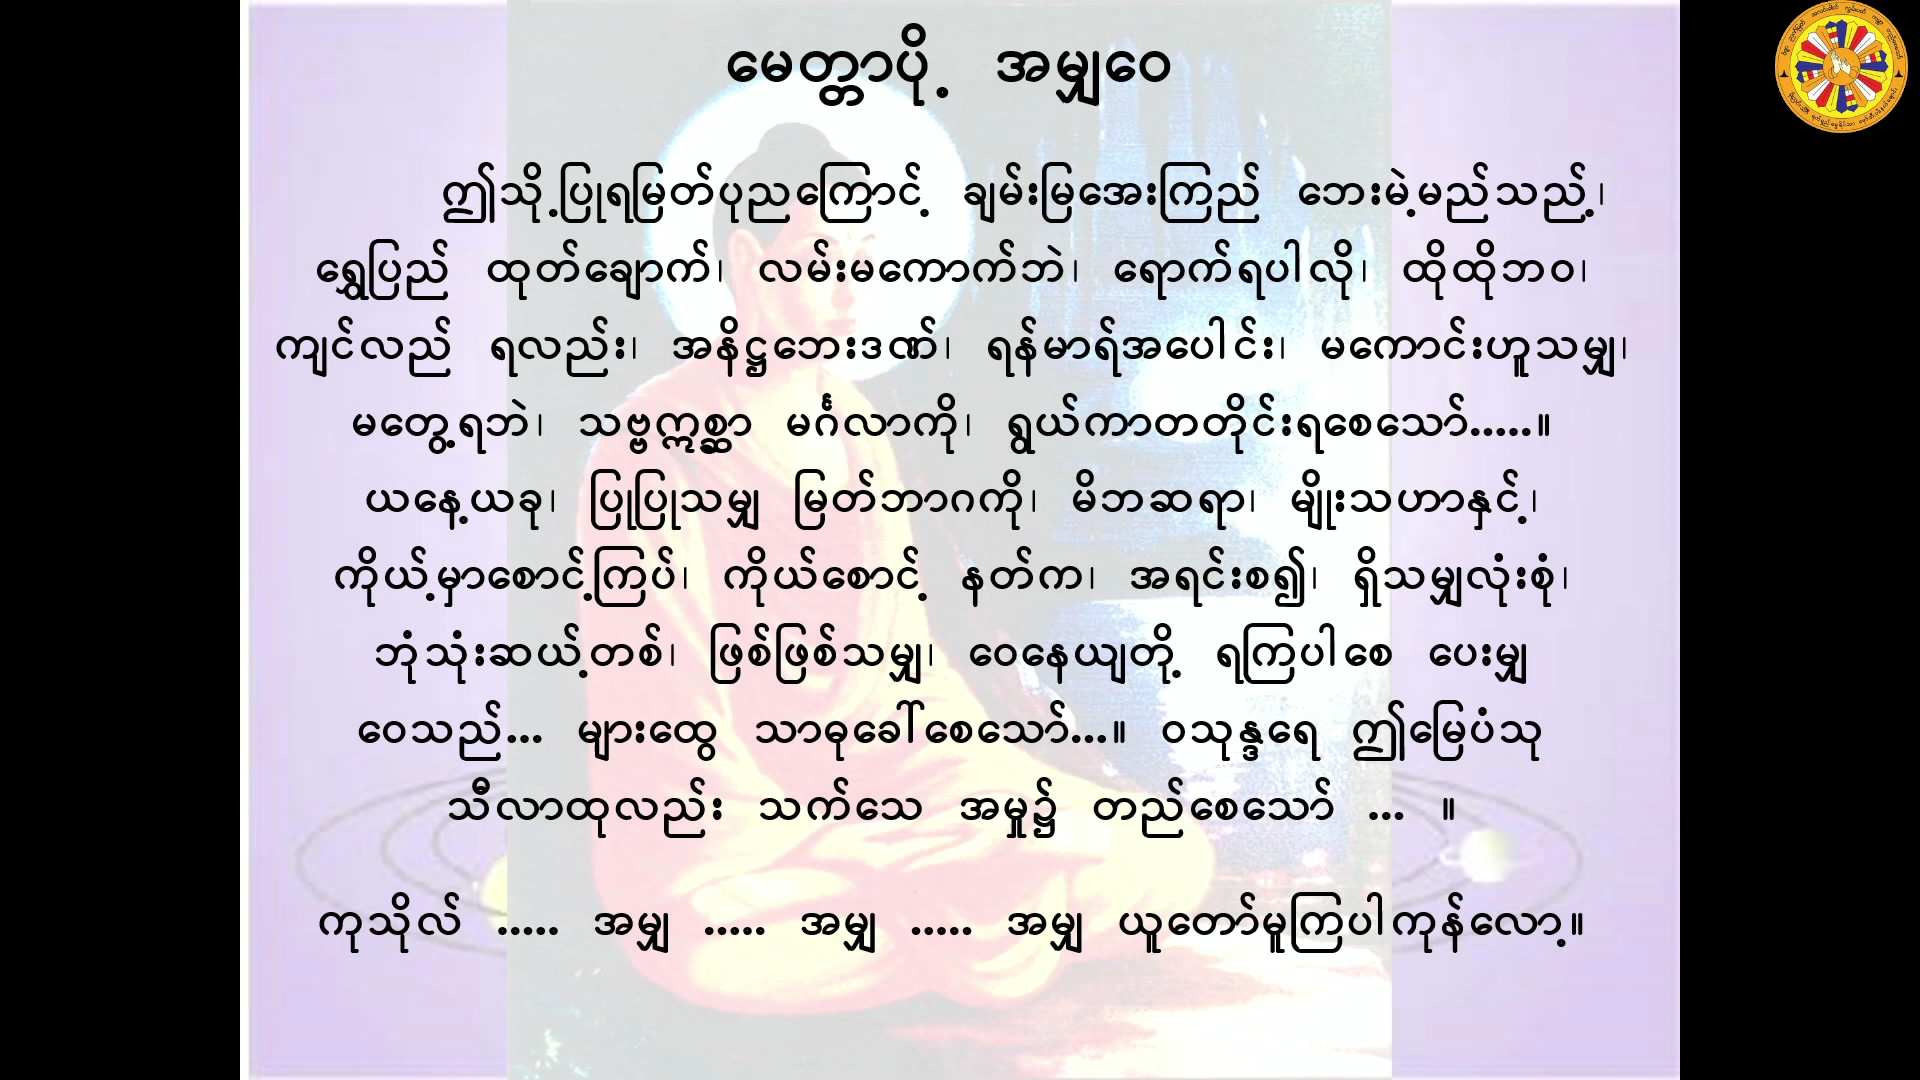 မေတ္တာပို့ အမျှဝေ
ဤသို့ပြုရမြတ်ပုညကြောင့် ချမ်းမြအေးကြည် ဘေးမဲ့မည်သည့်၊
ရွှေပြည် ထုတ်ချောက်၊ လမ်းမကောက်ဘဲ၊ ရောက်ရပါလို၊ ထိုထိုဘဝ၊
ကျင်လည် ရလည်း၊ အနိဋ္ဌဘေးဒဏ်၊ ရန်မာရ်အပေါင်း၊ မကောင်းဟူသမျှ၊
မတွေ့ရဘဲ၊ သဗ္ဗဣစ္ဆာ မင်္ဂလာကို၊ ရွယ်ကာတတိုင်းရစေသော်.....။
ယနေ့ယခု၊ ပြုပြုသမျှ မြတ်ဘာဂကို၊ မိဘဆရာ၊ မျိုးသဟာနှင့်၊
ကိုယ့်မှာစောင့်ကြပ်၊ ကိုယ်စောင့် နတ်က၊ အရင်းစ၍၊ ရှိသမျှလုံးစုံ၊
ဘုံသုံးဆယ့်တစ်၊ ဖြစ်ဖြစ်သမျှ၊ ဝေနေယျတို့ ရကြပါစေ ပေးမျှ
ဝေသည်... များထွေ သာဓုခေါ်စေသော်...။ ဝသုန္ဒရေ ဤမြေပံသု
သီလာထုလည်း သက်သေ အမှု၌ တည်စေသော် ... ။
ကုသိုလ် ..... အမျှ ..... အမျှ ..... အမျှ ယူတော်မူကြပါကုန်လော့။